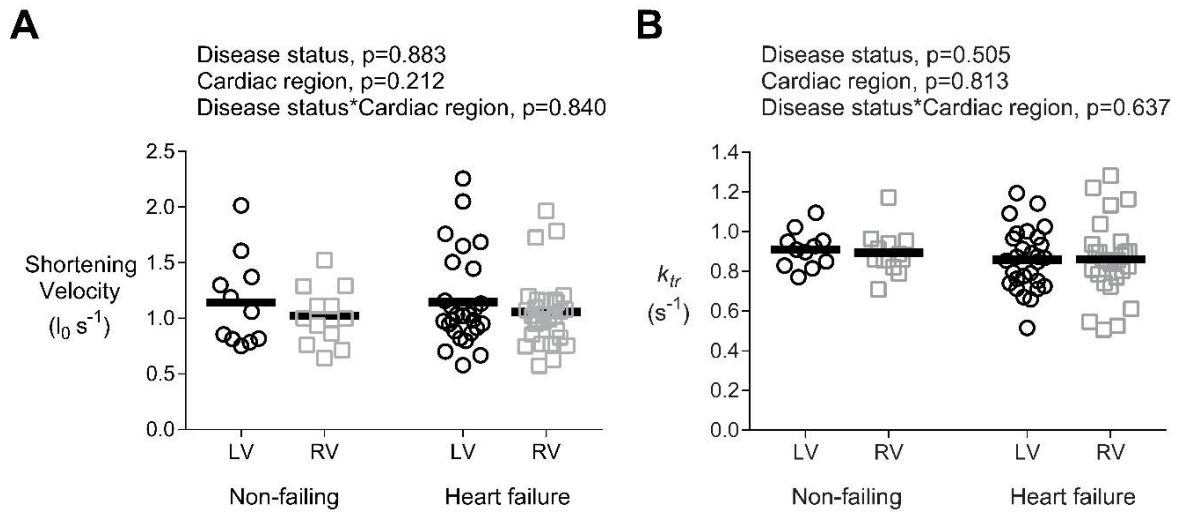 A
Disease status, p=0.883
Cardiac region, p=0.212
Disease status*Cardiac region, p=0.840
2.5
2.0
1.5
1.0
0.5
0.0
Shortening
Velocity
(l₀ s⁻¹)
LV RV LV RV
Non-failing Heart failure
B
Disease status, p=0.505
Cardiac region, p=0.813
Disease status*Cardiac region, p=0.637
1.4
1.2
1.0
0.8
0.6
0.4
0.2
0.0
kₜᵣ
(s⁻¹)
LV RV LV RV
Non-failing Heart failure